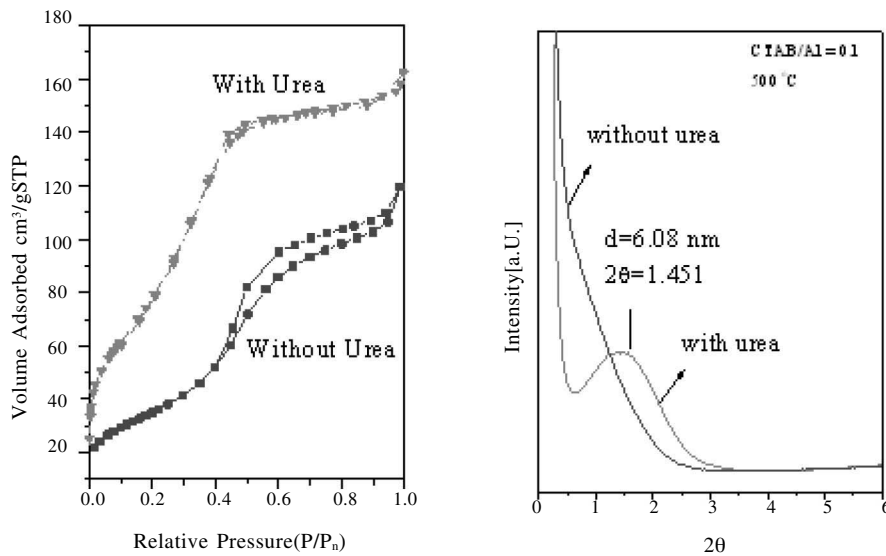 180
160
140
120
100
80
60
40
20
0.0 0.2 0.4 0.6 0.8 1.0
Volume Adsorbed cm³/gSTP
Relative Pressure(P/Pₙ)
With Urea
Without Urea
CTAB/Al=0.1
500 °C
without urea
d=6.08 nm
2θ=1.451
with urea
Intensity[a.U.]
0 1 2 3 4 5 6
2θ